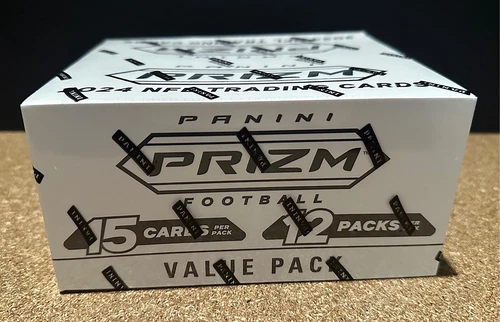 PRIZM
2024 NFL TRADING CARDS
PANINI
PRIZM
FOOTBALL
15 CARDS PER PACK
12 PACKS
VALUE PACK